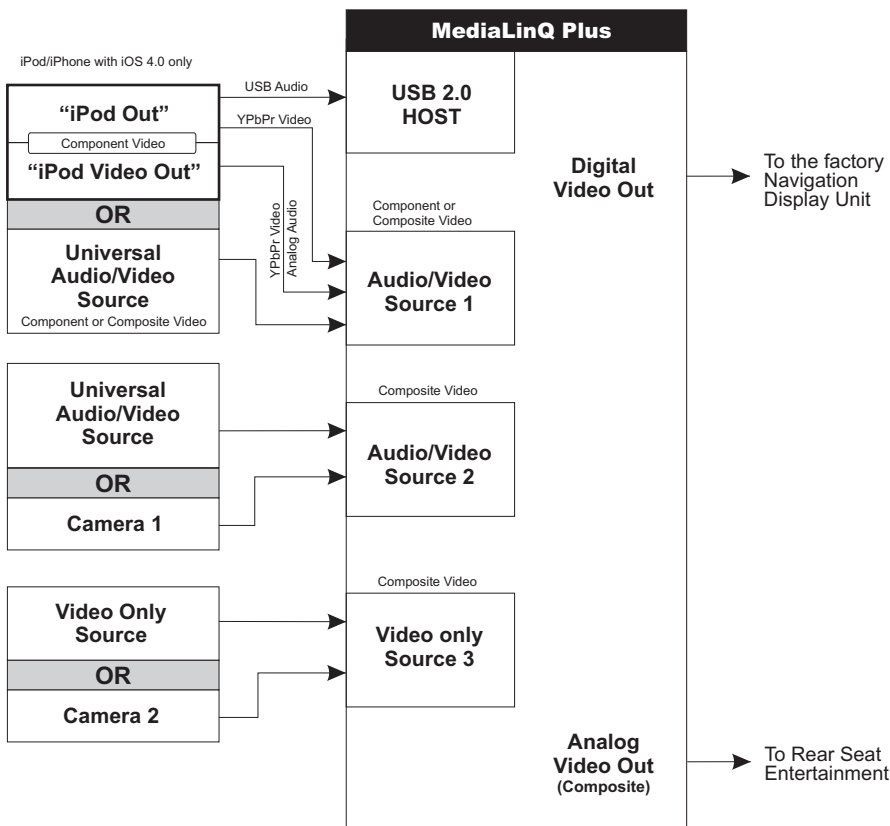 MediaLinQ Plus
iPod/iPhone with iOS 4.0 only
“iPod Out”
Component Video
“iPod Video Out”
OR
Universal
Audio/Video
Source
Component or Composite Video
USB Audio
YPbPr Video
YPbPr Video
Analog Audio
USB 2.0
HOST
Component or
Composite Video
Audio/Video
Source 1
Digital
Video Out
To the factory
Navigation
Display Unit
Universal
Audio/Video
Source
OR
Camera 1
Composite Video
Audio/Video
Source 2
Video Only
Source
OR
Camera 2
Composite Video
Video only
Source 3
Analog
Video Out
(Composite)
To Rear Seat
Entertainment